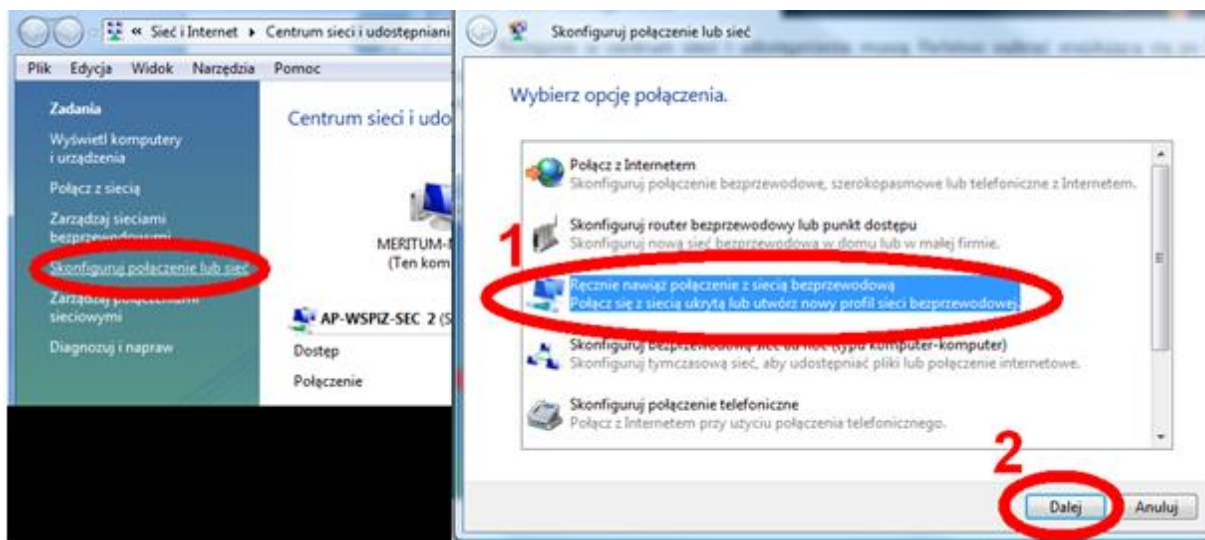 « Sieć i Internet ▸ Centrum sieci i udostępniani
Plik Edycja Widok Narzędzia Pomoc
Zadania
Wyświetl komputery
i urządzenia
Połącz z siecią
Zarządzaj sieciami
bezprzewodowymi
Skonfiguruj połączenie lub sieć
Zarządzaj połączeniami
sieciowymi
Diagnozuj i napraw
Centrum sieci i udo
MERITUM-
(Ten kom
AP-WSPiZ-SEC 2 (S
Dostęp
Połączenie
Skonfiguruj połączenie lub sieć
Wybierz opcję połączenia.
Połącz z Internetem
Skonfiguruj połączenie bezprzewodowe, szerokopasmowe lub telefoniczne z Internetem.
Skonfiguruj router bezprzewodowy lub punkt dostępu
Skonfiguruj nową sieć bezprzewodową w domu lub w małej firmie.
1
Ręcznie nawiąż połączenie z siecią bezprzewodową
Połącz się z siecią ukrytą lub utwórz nowy profil sieci bezprzewodowej.
Skonfiguruj bezprzewodową sieć ad hoc (typu komputer-komputer)
Skonfiguruj tymczasową sieć, aby udostępniać pliki lub połączenie internetowe.
Skonfiguruj połączenie telefoniczne
Połącz z Internetem przy użyciu połączenia telefonicznego.
2
Dalej Anuluj